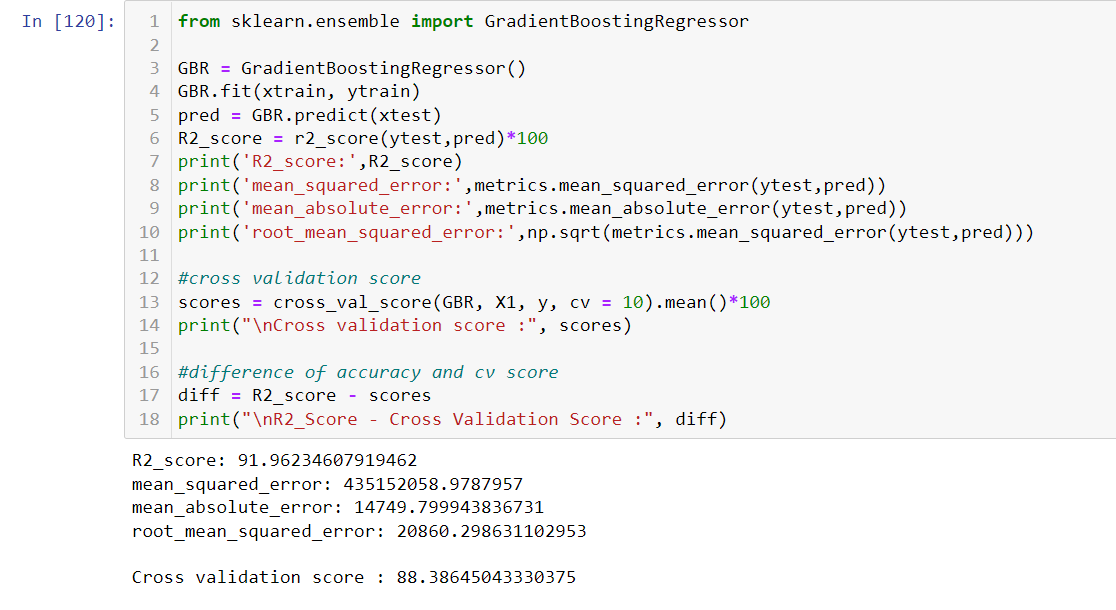 In [120]:
1 from sklearn.ensemble import GradientBoostingRegressor
2
3 GBR = GradientBoostingRegressor()
4 GBR.fit(xtrain, ytrain)
5 pred = GBR.predict(xtest)
6 R2_score = r2_score(ytest,pred)*100
7 print('R2_score:',R2_score)
8 print('mean_squared_error:',metrics.mean_squared_error(ytest,pred))
9 print('mean_absolute_error:',metrics.mean_absolute_error(ytest,pred))
10 print('root_mean_squared_error:',np.sqrt(metrics.mean_squared_error(ytest,pred)))
11
12 #cross validation score
13 scores = cross_val_score(GBR, X1, y, cv = 10).mean()*100
14 print("\nCross validation score :", scores)
15
16 #difference of accuracy and cv score
17 diff = R2_score - scores
18 print("\nR2_Score - Cross Validation Score :", diff)
R2_score: 91.96234607919462
mean_squared_error: 435152058.9787957
mean_absolute_error: 14749.799943836731
root_mean_squared_error: 20860.298631102953
Cross validation score : 88.38645043330375